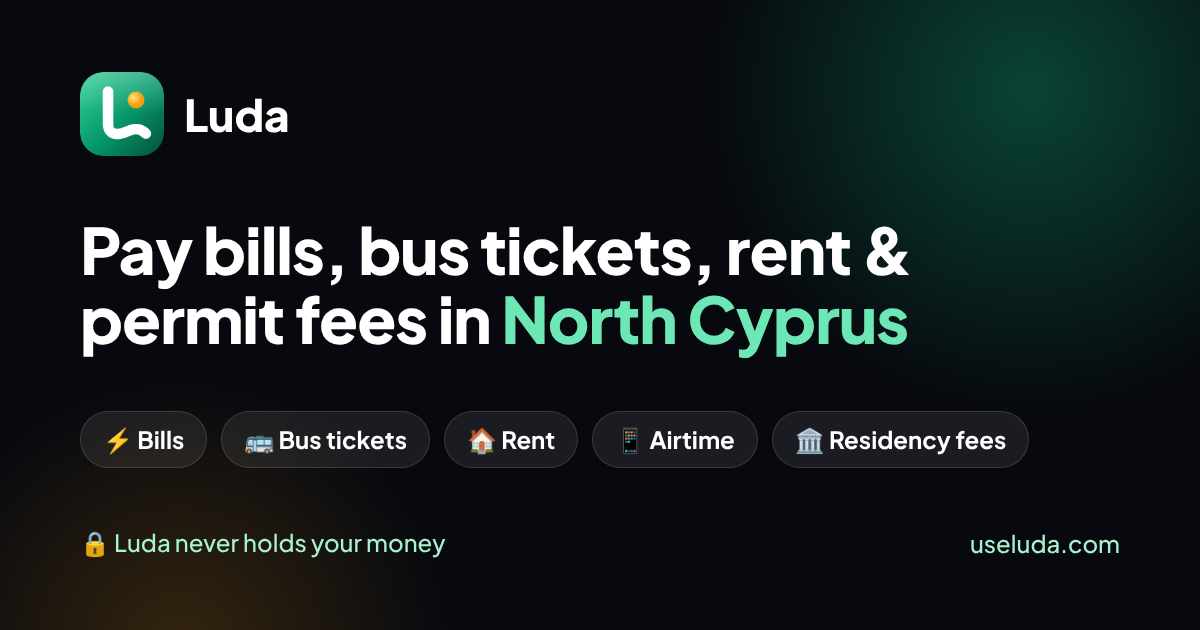 Luda
Pay bills, bus tickets, rent &
permit fees in North Cyprus
⚡ Bills
🚌 Bus tickets
🏠 Rent
📱 Airtime
🏛️ Residency fees
🔒 Luda never holds your money
useluda.com